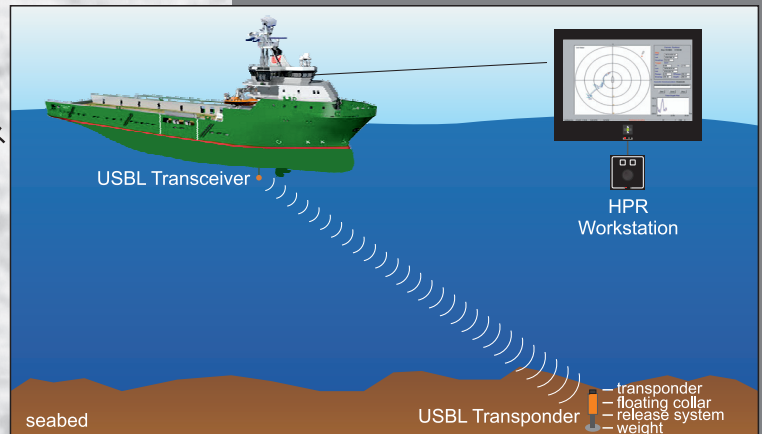 USBL Transceiver
HPR
Workstation
transponder
floating collar
release system
weight
USBL Transponder
seabed